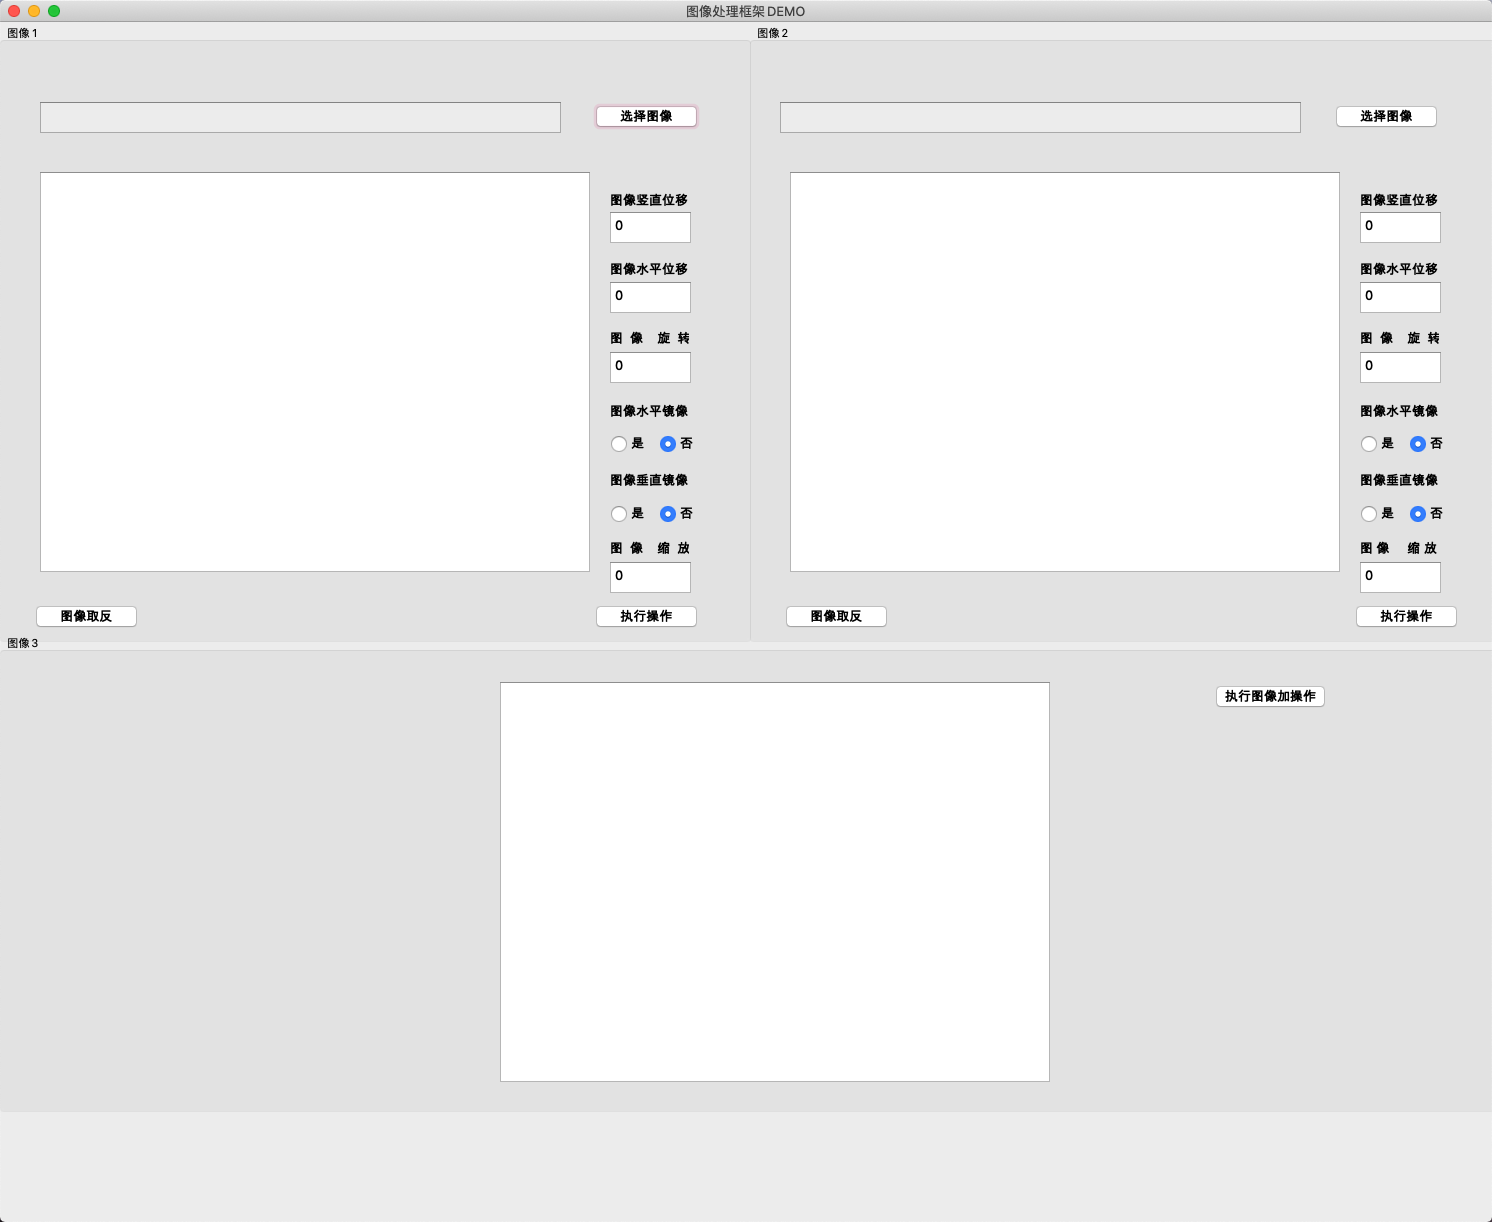 图像处理框架DEMO
图像1
选择图像
图像竖直位移
0
图像水平位移
0
图 像 旋 转
0
图像水平镜像
是 否
图像垂直镜像
是 否
图 像 缩 放
0
图像取反 执行操作
图像2
选择图像
图像竖直位移
0
图像水平位移
0
图 像 旋 转
0
图像水平镜像
是 否
图像垂直镜像
是 否
图 像 缩 放
0
图像取反 执行操作
图像3
执行图像加操作